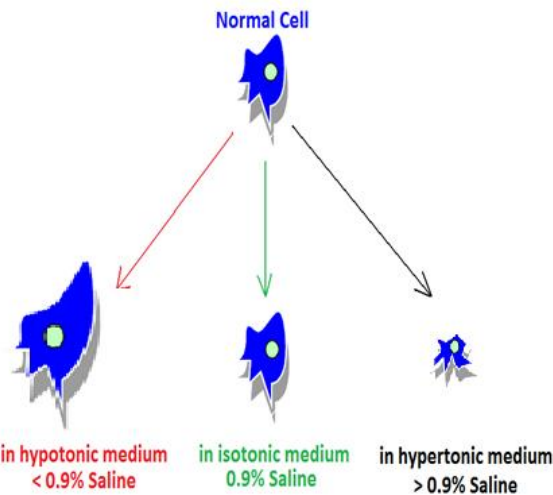 Normal Cell
in hypotonic medium
< 0.9% Saline
in isotonic medium
0.9% Saline
in hypertonic medium
> 0.9% Saline